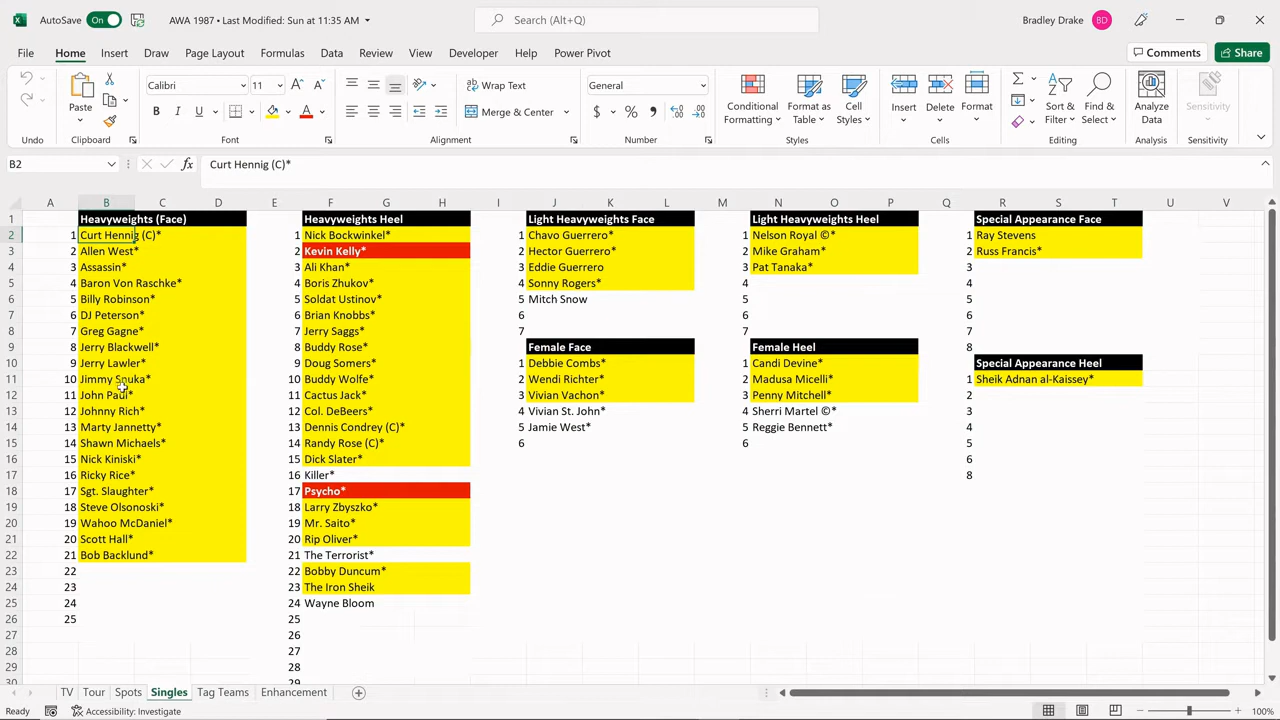 AutoSave On AWA 1987 • Last Modified: Sun at 11:35 AM Search (Alt+Q) Bradley Drake BD
File Home Insert Draw Page Layout Formulas Data Review View Developer Help Power Pivot Comments Share
Calibri 11 Wrap Text General
Paste Merge & Center Conditional Formatting Format as Table Cell Styles Insert Delete Format Sort & Filter Find & Select Analyze Data Sensitivity
Undo Clipboard Font Alignment Number Styles Cells Editing Analysis Sensitivity
B2 fx Curt Hennig (C)*
A B C D E F G H I J K L M N O P Q R S T U V
1 Heavyweights (Face) Heavyweights Heel Light Heavyweights Face Light Heavyweights Heel Special Appearance Face
2 1 Curt Hennig (C)* 1 Nick Bockwinkel* 1 Chavo Guerrero* 1 Nelson Royal ©* 1 Ray Stevens
3 2 Allen West* 2 Kevin Kelly* 2 Hector Guerrero* 2 Mike Graham* 2 Russ Francis*
4 3 Assassin* 3 Ali Khan* 3 Eddie Guerrero 3 Pat Tanaka* 3
5 4 Baron Von Raschke* 4 Boris Zhukov* 4 Sonny Rogers* 4 4
6 5 Billy Robinson* 5 Soldat Ustinov* 5 Mitch Snow 5 5
7 6 DJ Peterson* 6 Brian Knobbs* 6 6 6
8 7 Greg Gagne* 7 Jerry Saggs* 7 7
9 8 Jerry Blackwell* 8 Buddy Rose* Female Face Female Heel 8
10 9 Jerry Lawler* 9 Doug Somers* 1 Debbie Combs* 1 Candi Devine* Special Appearance Heel
11 10 Jimmy Snuka* 10 Buddy Wolfe* 2 Wendi Richter* 2 Madusa Micelli* 1 Sheik Adnan al-Kaissey*
12 11 John Paul* 11 Cactus Jack* 3 Vivian Vachon* 3 Penny Mitchell* 2
13 12 Johnny Rich* 12 Col. DeBeers* 4 Vivian St. John* 4 Sherri Martel ©* 3
14 13 Marty Jannetty* 13 Dennis Condrey (C)* 5 Jamie West* 5 Reggie Bennett* 4
15 14 Shawn Michaels* 14 Randy Rose (C)* 6 6 5
16 15 Nick Kiniski* 15 Dick Slater* 6
17 16 Ricky Rice* 16 Killer* 7
18 17 Sgt. Slaughter* 17 Psycho* 8
19 18 Steve Olsonoski* 18 Larry Zbyszko*
20 19 Wahoo McDaniel* 19 Mr. Saito*
21 20 Scott Hall* 20 Rip Oliver*
22 21 Bob Backlund* 21 The Terrorist*
23 22 22 Bobby Duncum*
24 23 23 The Iron Sheik
25 24 24 Wayne Bloom
26 25 25
27 26
28 27
29 28
30 29
TV Tour Spots Singles Tag Teams Enhancement
Ready Accessibility: Investigate 100%